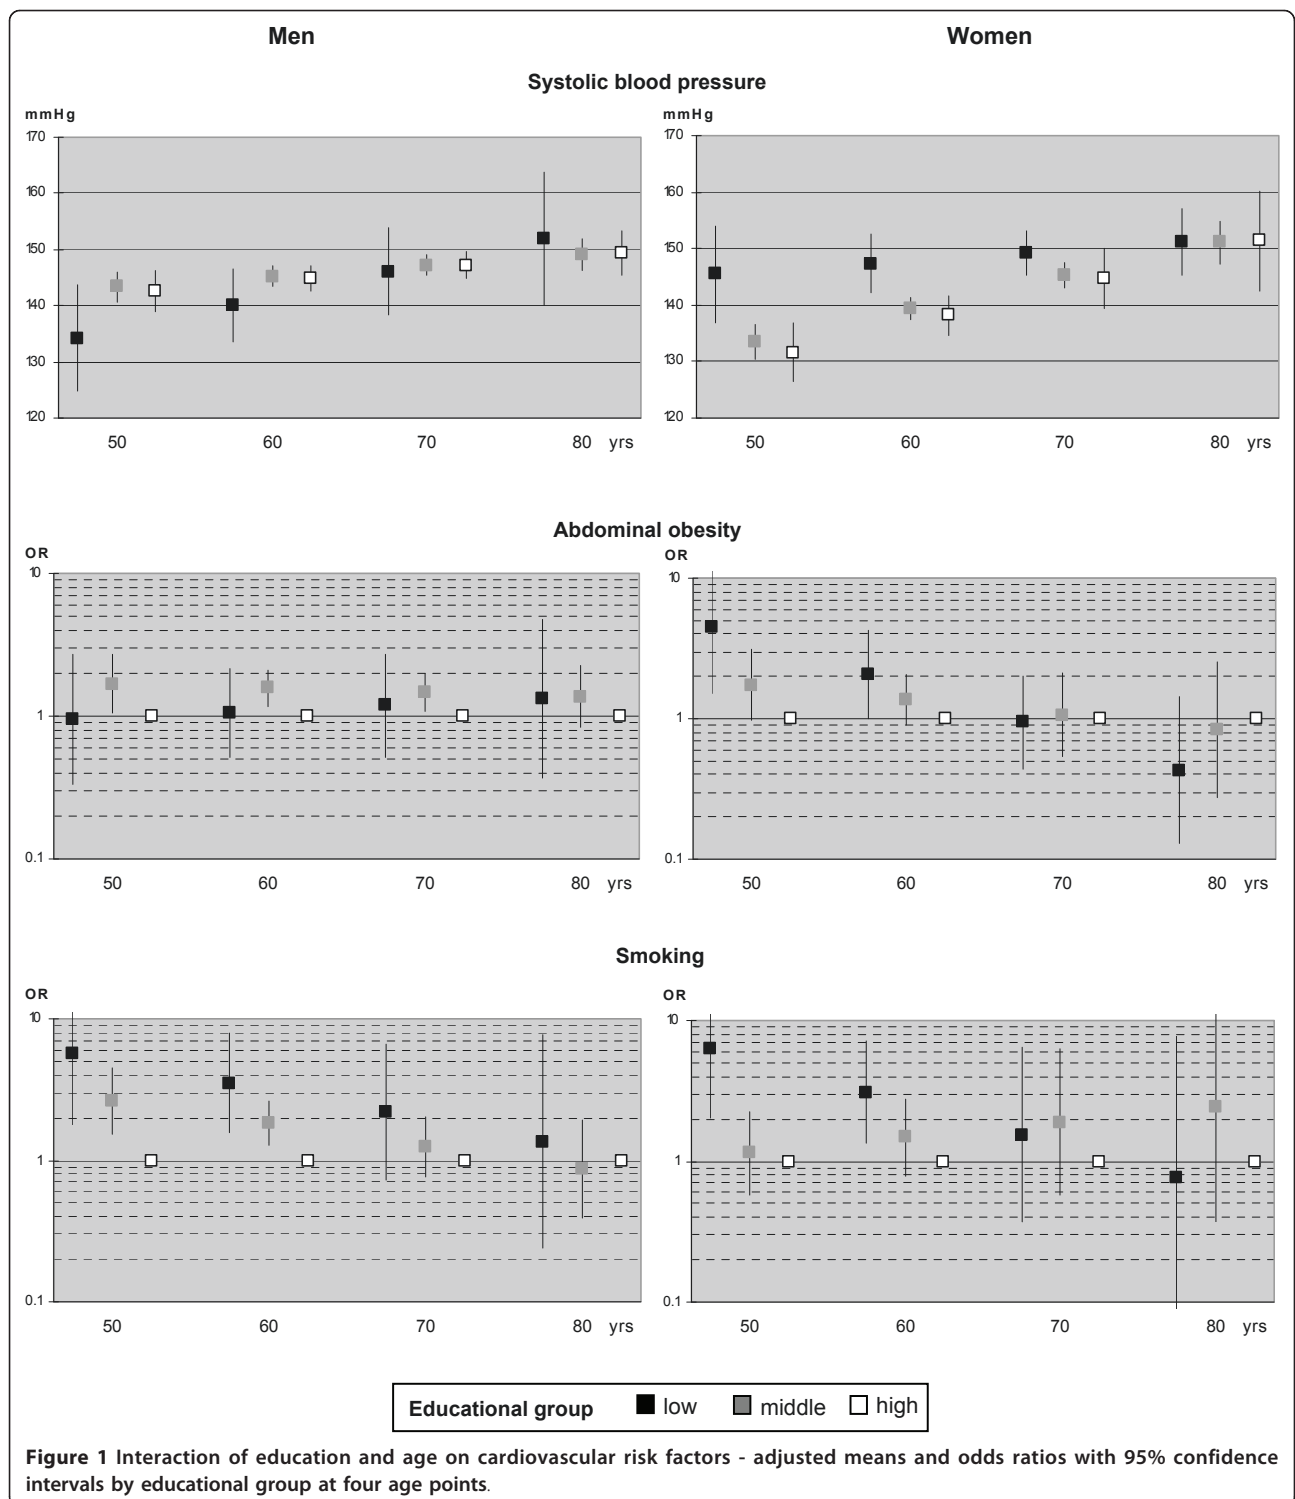 Men Women
Systolic blood pressure
mmHg mmHg
170 170
160 160
150 150
140 140
130 130
120 120
50 60 70 80 yrs 50 60 70 80 yrs
Abdominal obesity
OR OR
10 10
1 1
0.1 0.1
50 60 70 80 yrs 50 60 70 80 yrs
Smoking
OR OR
10 10
1 1
0.1 0.1
50 60 70 80 yrs 50 60 70 80 yrs
Educational group low middle high
Figure 1 Interaction of education and age on cardiovascular risk factors - adjusted means and odds ratios with 95% confidence
intervals by educational group at four age points.